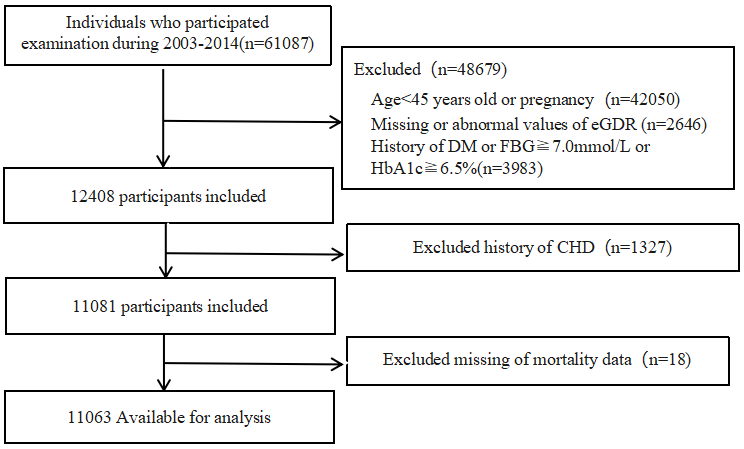 Individuals who participated
examination during 2003-2014(n=61087)
Excluded (n=48679)
Age<45 years old or pregnancy (n=42050)
Missing or abnormal values of eGDR (n=2646)
History of DM or FBG≧7.0mmol/L or
HbA1c≧6.5%(n=3983)
12408 participants included
Excluded history of CHD (n=1327)
11081 participants included
Excluded missing of mortality data (n=18)
11063 Available for analysis